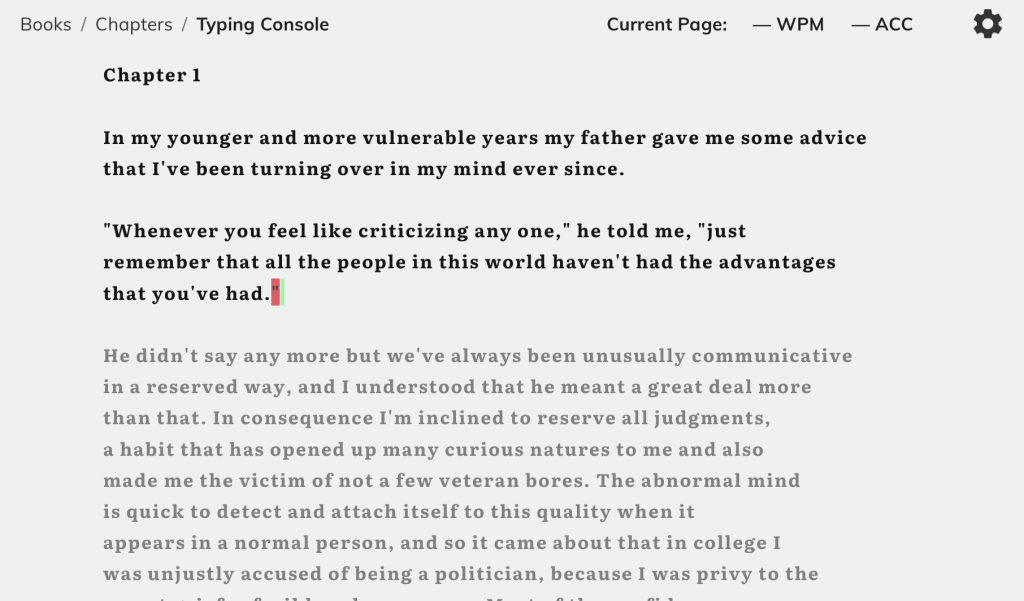 Books / Chapters / Typing Console
Current Page: — WPM — ACC
Chapter 1
In my younger and more vulnerable years my father gave me some advice
that I've been turning over in my mind ever since.
"Whenever you feel like criticizing any one," he told me, "just
remember that all the people in this world haven't had the advantages
that you've had."
He didn't say any more but we've always been unusually communicative
in a reserved way, and I understood that he meant a great deal more
than that. In consequence I'm inclined to reserve all judgments,
a habit that has opened up many curious natures to me and also
made me the victim of not a few veteran bores. The abnormal mind
is quick to detect and attach itself to this quality when it
appears in a normal person, and so it came about that in college I
was unjustly accused of being a politician, because I was privy to the